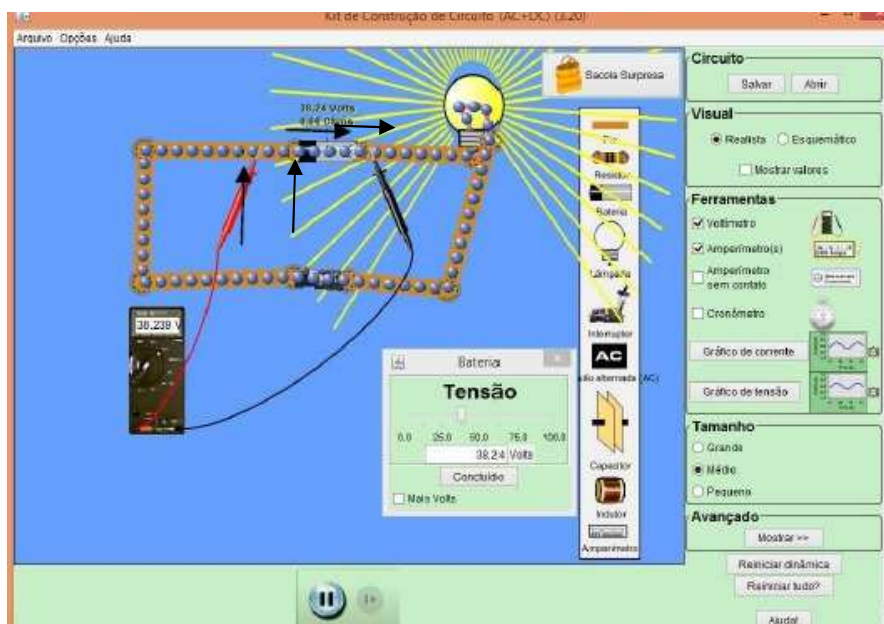 Kit de Construção de Circuito (AC+DC) (3.20)
Arquivo Opções Ajuda
Sacola Surpresa
38,24 Volts
Fio
Resistor
Bateria
Lâmpada
Interruptor
AC
(AC)
Capacitor
Indutor
Amperímetro
38.239 V
Bateria
Tensão
0.0 25.0 50.0 75.0 100.0
38,24 Volts
Concluído
Mais Volts
Circuito
Salvar Abrir
Visual
Realista Esquemático
Mostrar valores
Ferramentas
Voltímetro
Amperímetro(s)
Amperímetro
sem contato
Cronômetro
Gráfico de corrente
Gráfico de tensão
Tamanho
Grande
Médio
Pequeno
Avançado
Mostrar >>
Reiniciar dinâmica
Reiniciar tudo?
Ajuda!